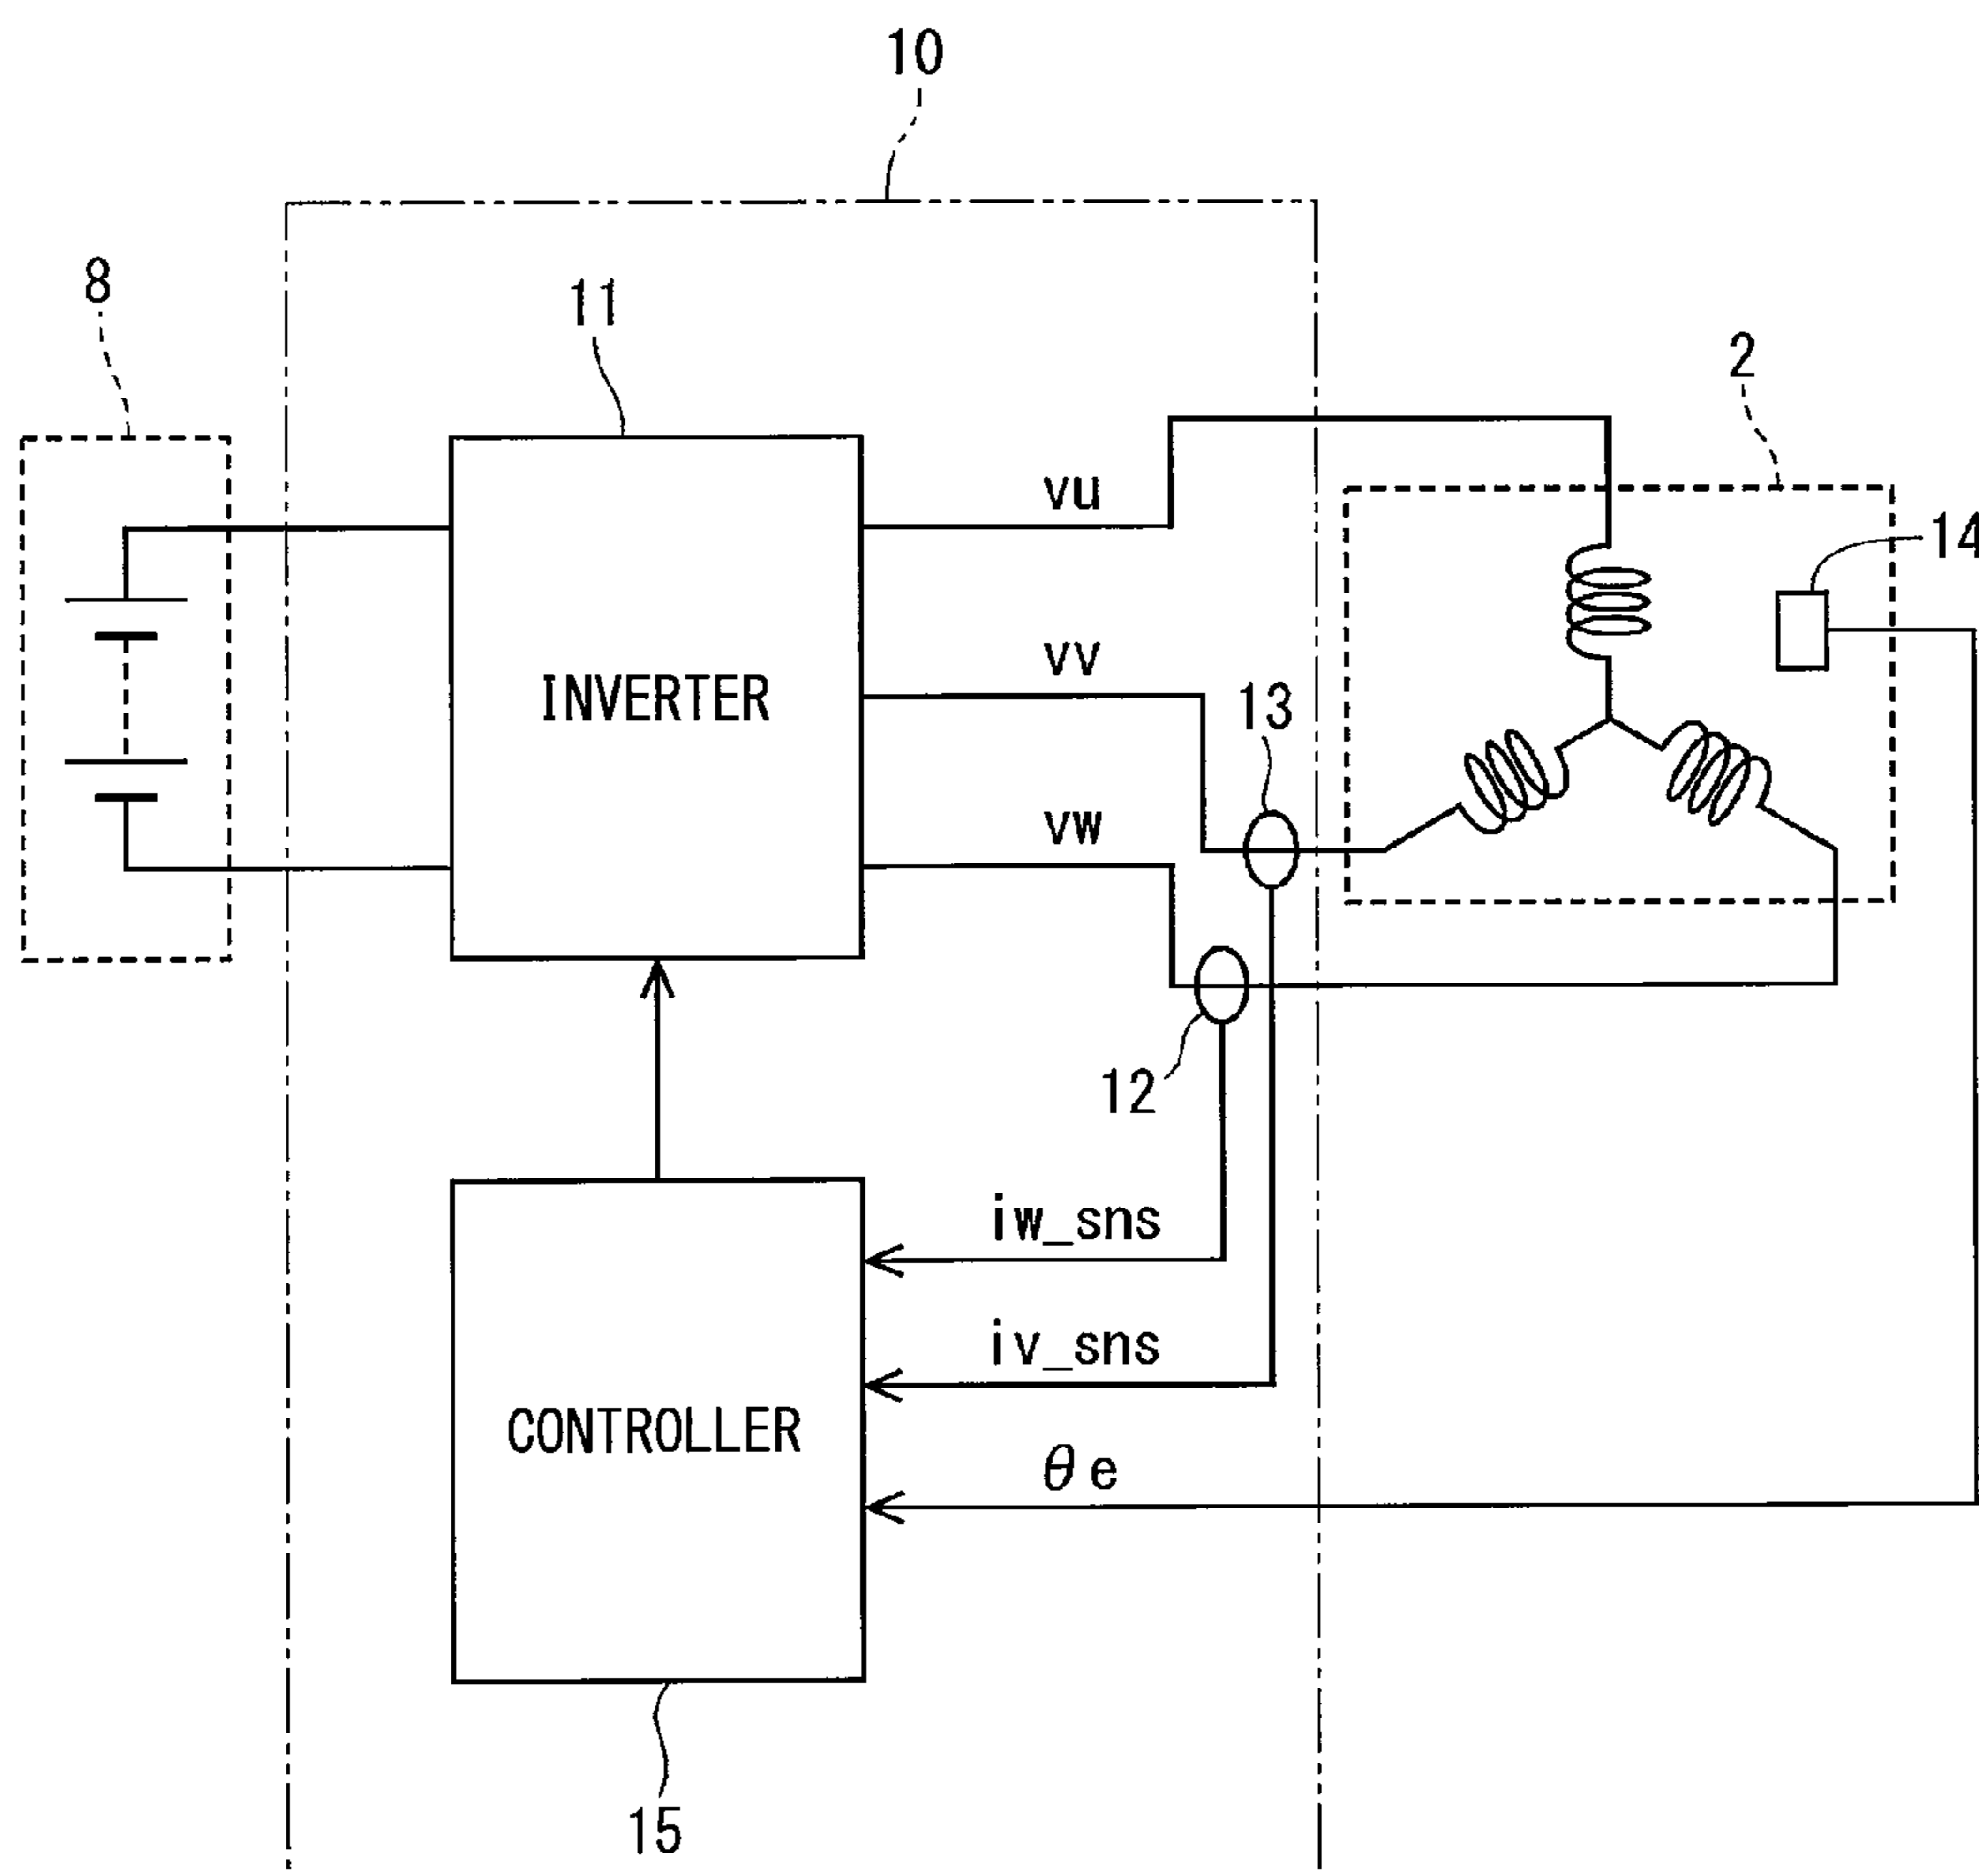 10
8
11
2
vu
14
INVERTER
vv
13
vw
12
iw_sns
iv_sns
CONTROLLER
θe
15